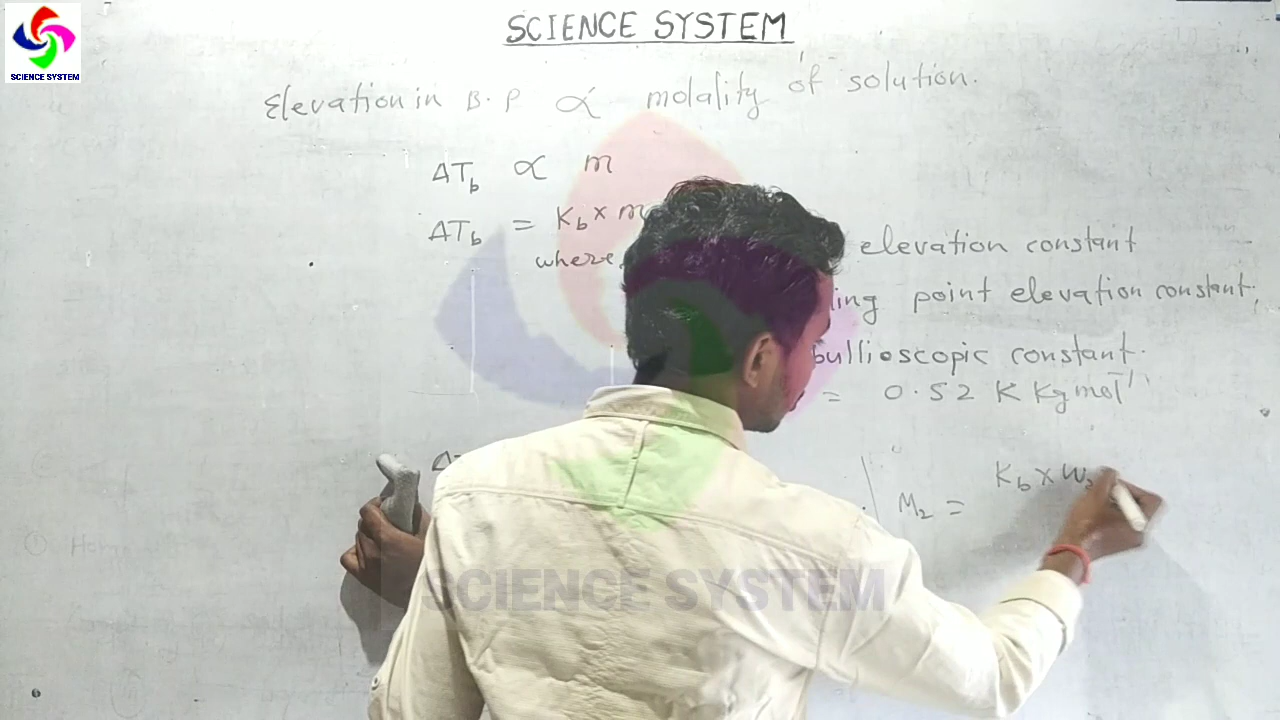 SCIENCE SYSTEM
SCIENCE SYSTEM
Elevation in B.P ∝ molality of solution.
ΔT_b ∝ m
ΔT_b = K_b × m
where,
elevation constant
ling point elevation constant,
bullioscopic constant.
= 0.52 K Kg mol⁻¹
M₂ = K_b × W₂
SCIENCE SYSTEM